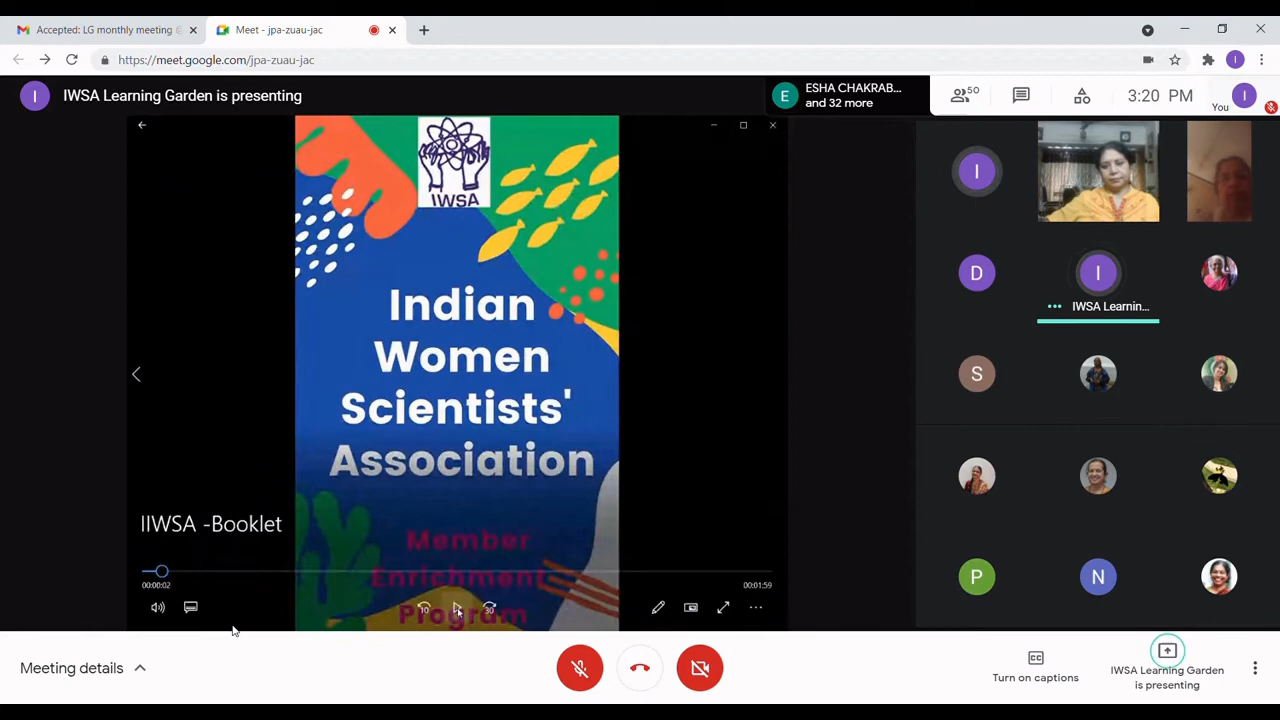 Accepted: LG monthly meeting
Meet - jpa-zuau-jac
https://meet.google.com/jpa-zuau-jac
I
I
IWSA Learning Garden is presenting
E
ESHA CHAKRAB...
and 32 more
50
3:20 PM
You
I
IWSA
Indian
Women
Scientists'
Association
Member
Enrichment
Program
IIWSA -Booklet
00:00:02
00:01:59
10
30
I
D
I
IWSA Learnin...
S
P
N
Meeting details
CC
Turn on captions
IWSA Learning Garden
is presenting